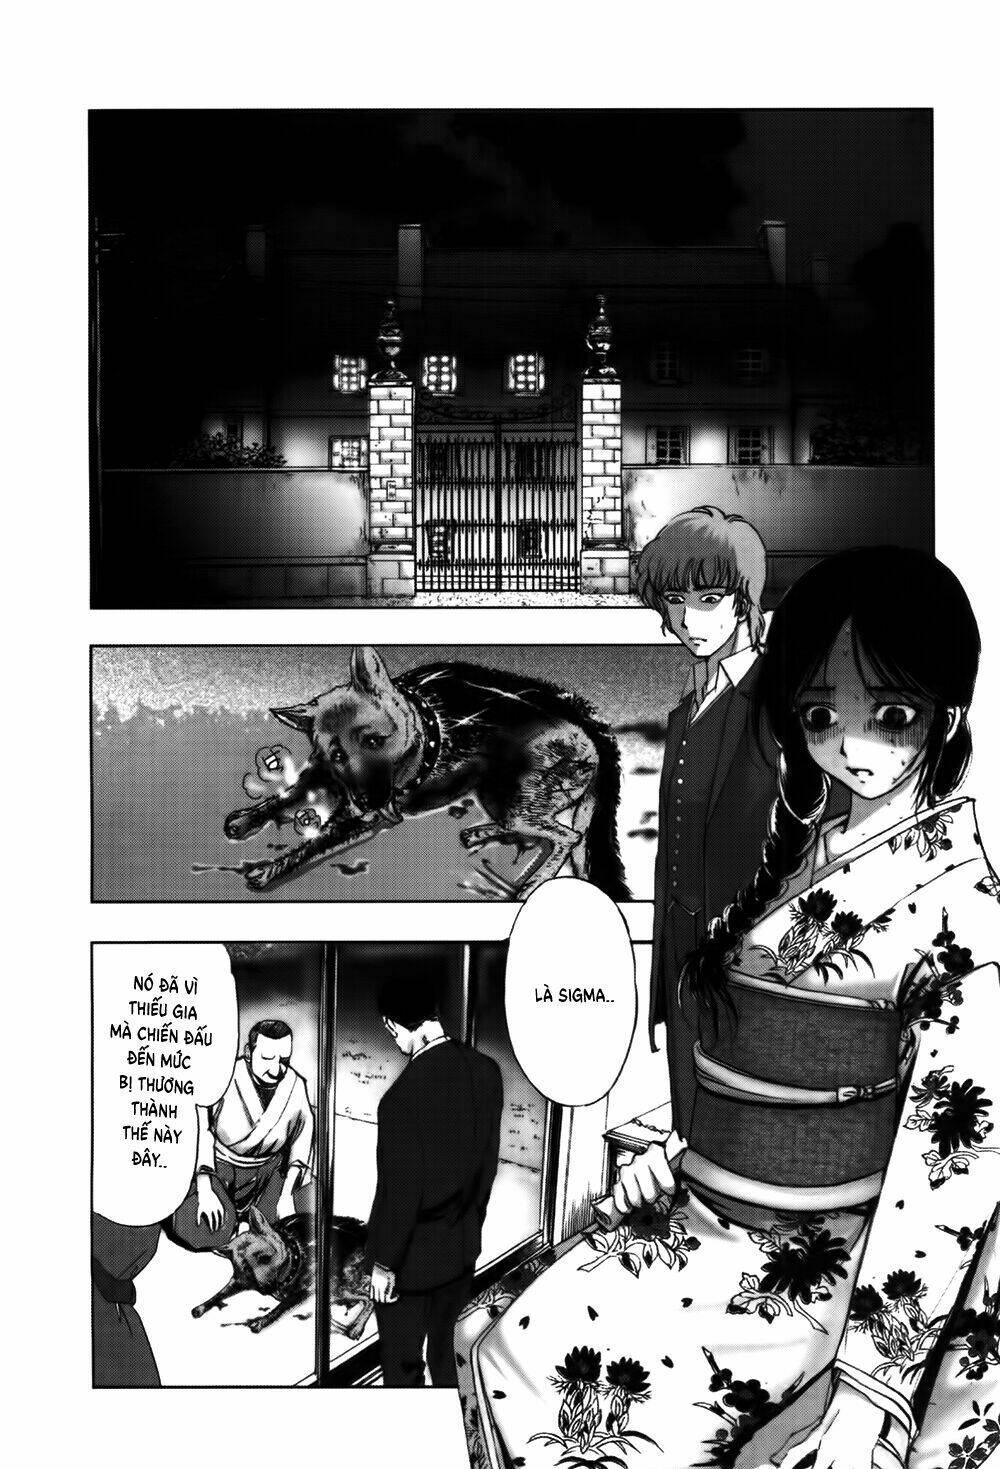 LÀ SIGMA..
NÓ ĐÃ VÌ
THIẾU GIA
MÀ CHIẾN ĐẤU
ĐẾN MỨC
BỊ THƯƠNG
THÀNH
THẾ NÀY
ĐÂY..